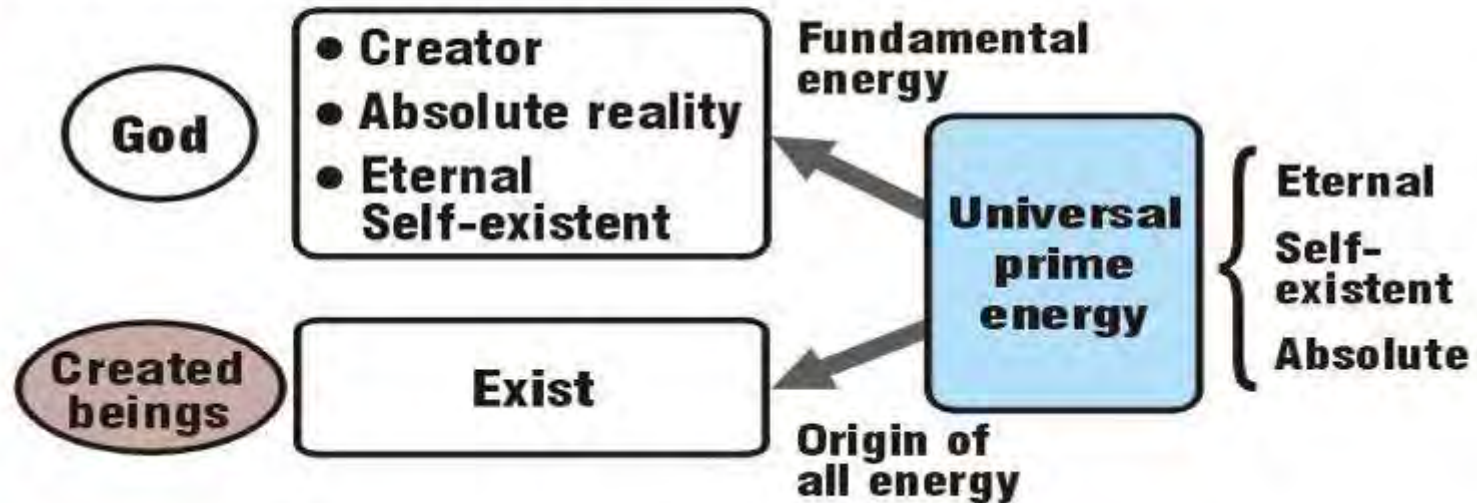 God
● Creator
● Absolute reality
● Eternal
Self-existent
Fundamental
energy
Universal
prime
energy
Eternal
Self-
existent
Absolute
Created
beings
Exist
Origin of
all energy